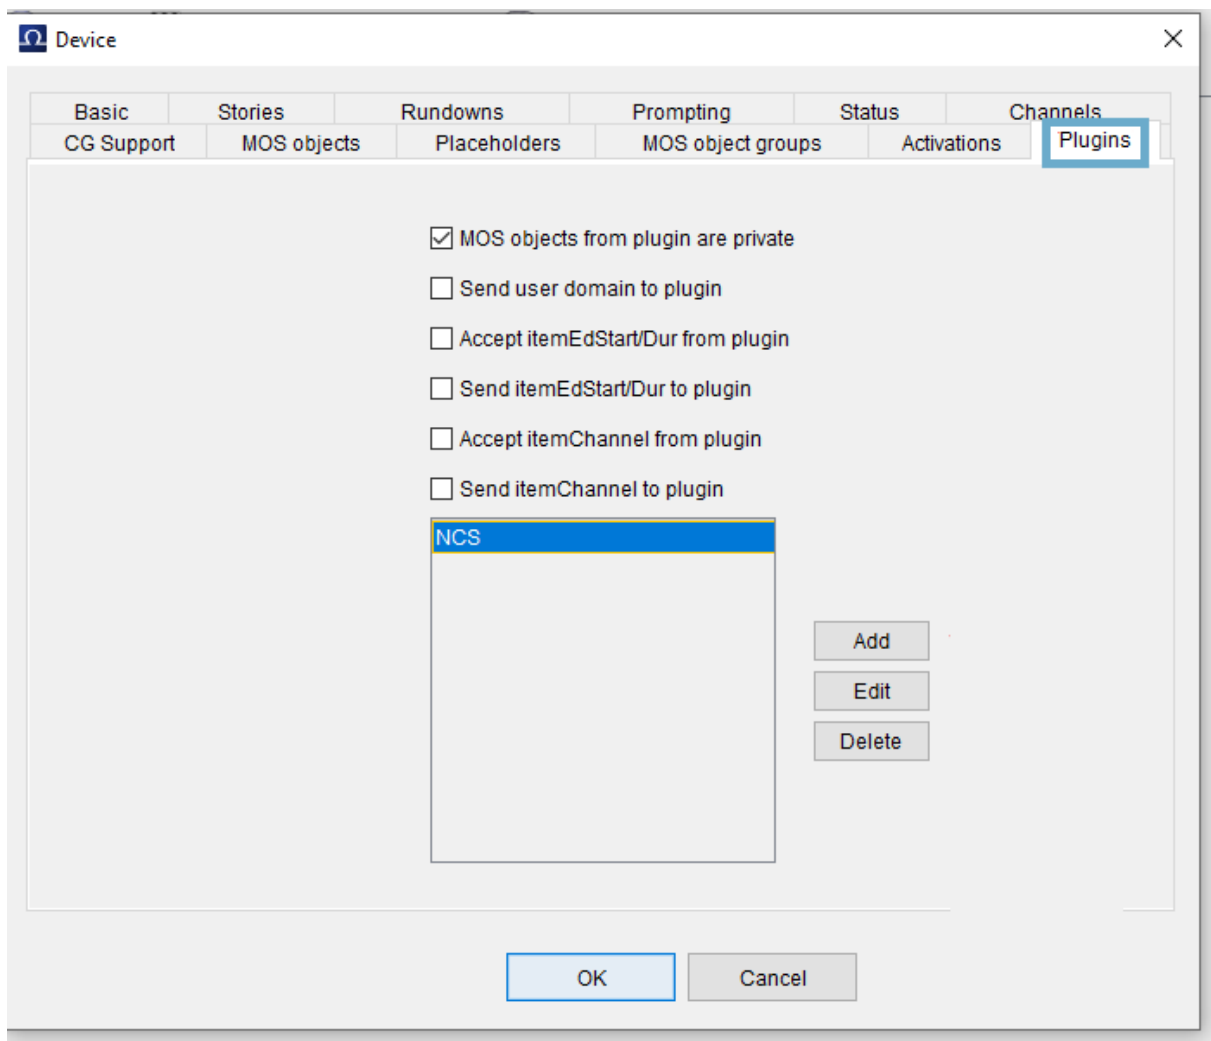 Device
Basic Stories Rundowns Prompting Status Channels
CG Support MOS objects Placeholders MOS object groups Activations Plugins
MOS objects from plugin are private
Send user domain to plugin
Accept itemEdStart/Dur from plugin
Send itemEdStart/Dur to plugin
Accept itemChannel from plugin
Send itemChannel to plugin
NCS
Add
Edit
Delete
OK Cancel